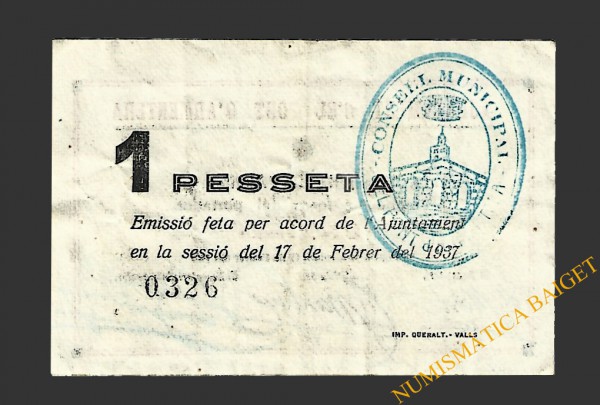 CONSELL MUNICIPAL
1 PESSETA
Emissió feta per acord de l'Ajuntament
en la sessió del 17 de Febrer del 1937
0326
IMP. QUERALT.- VALLS
NUMISMATICA BAIGET